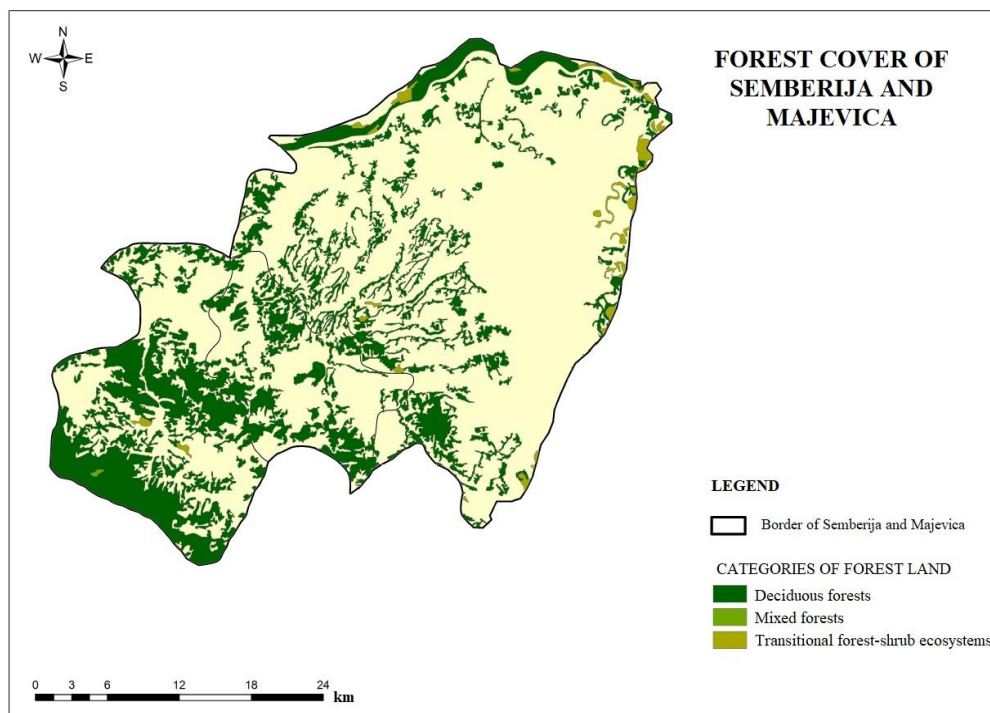 N
W E
S
FOREST COVER OF
SEMBERIJA AND
MAJEVICA
LEGEND
Border of Semberija and Majevica
CATEGORIES OF FOREST LAND
Deciduous forests
Mixed forests
Transitional forest-shrub ecosystems
0 3 6 12 18 24
km